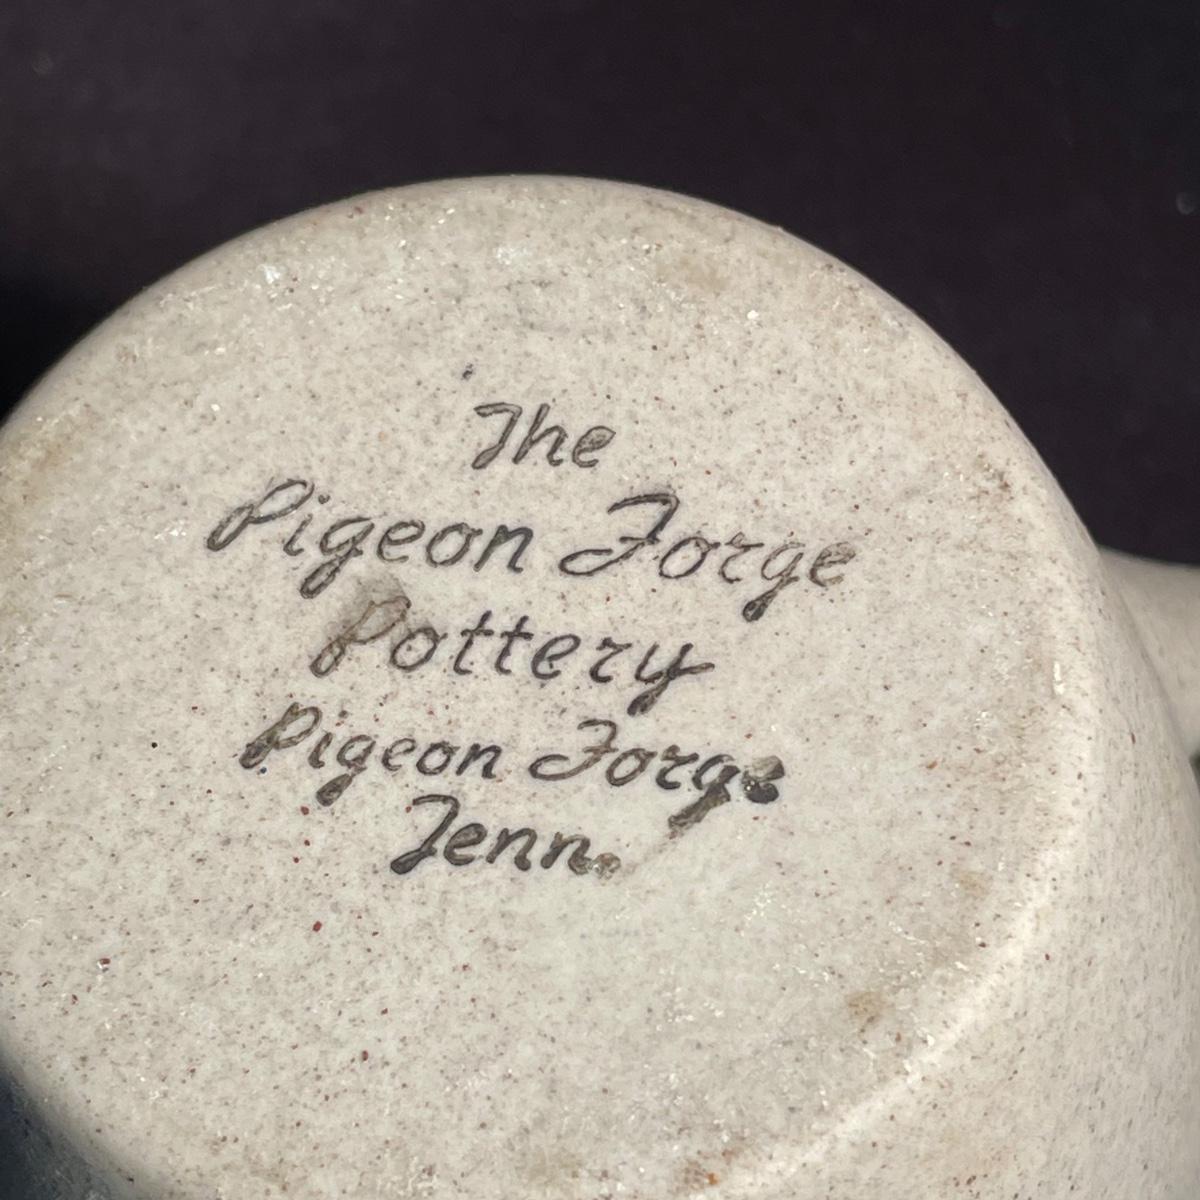 The
Pigeon Forge
Pottery
Pigeon Forge
Tenn.